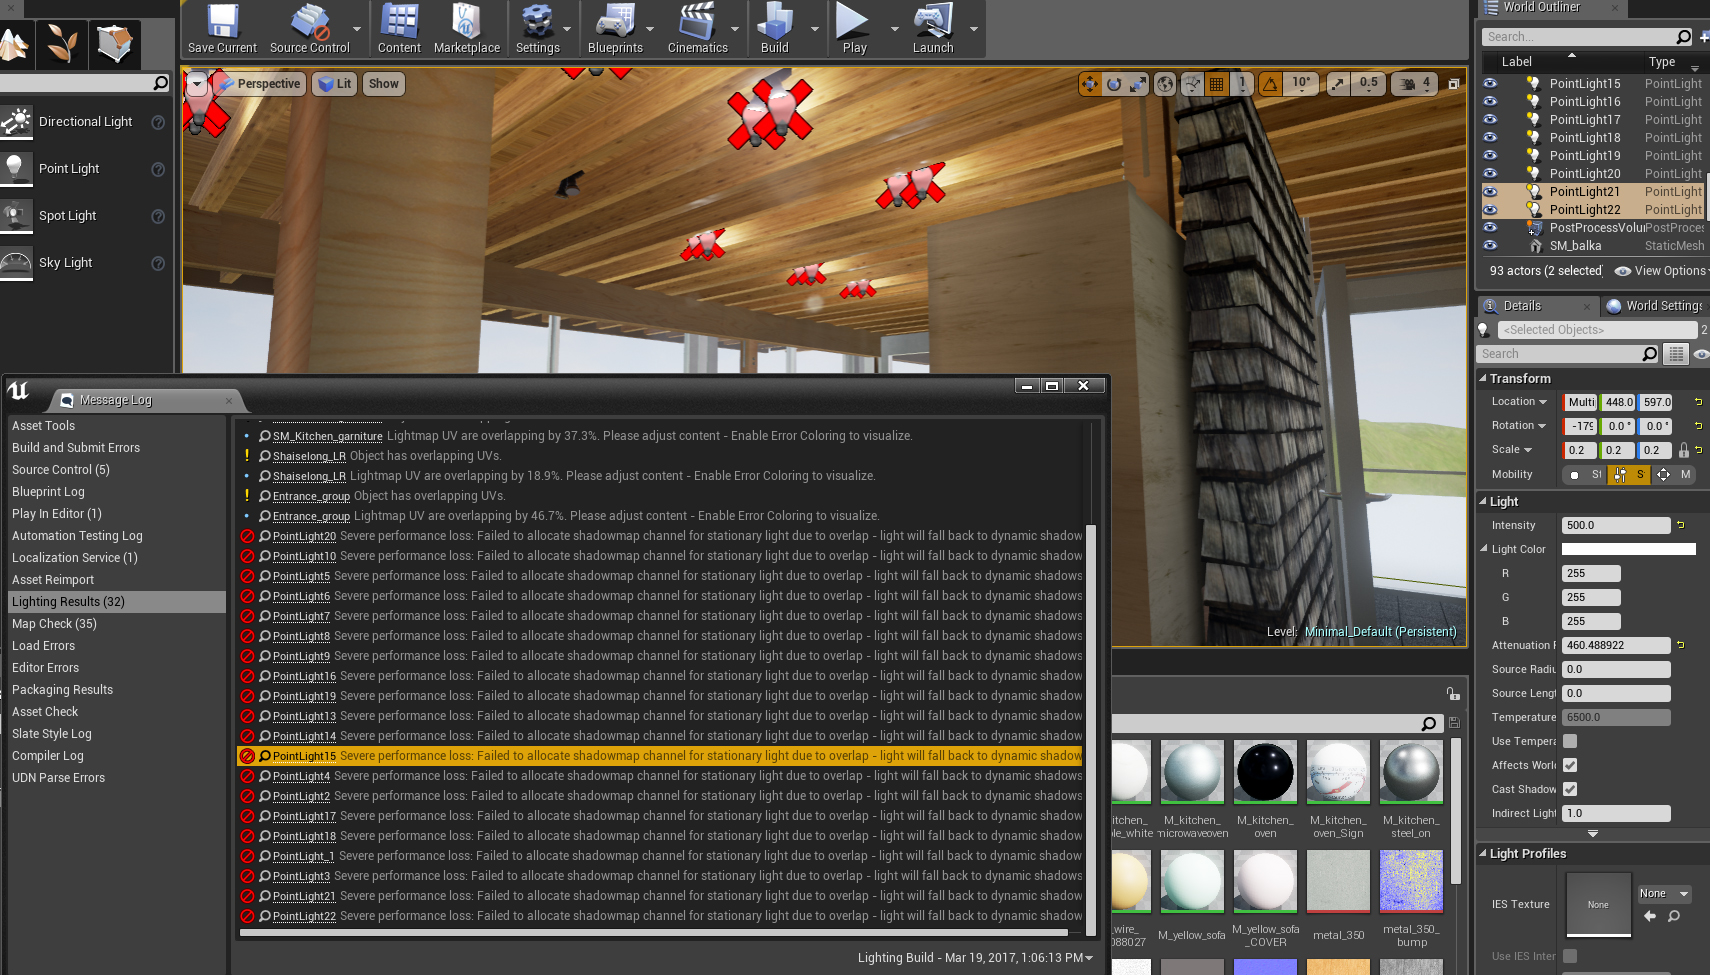 World Outliner
Save Current
Source Control
Content
Marketplace
Settings
Blueprints
Cinematics
Build
Play
Launch
Search...
Label
Type
Perspective
Lit
Show
1
10°
0.5
4
PointLight15 PointLight
PointLight16 PointLight
PointLight17 PointLight
PointLight18 PointLight
PointLight19 PointLight
PointLight20 PointLight
PointLight21 PointLight
PointLight22 PointLight
PostProcessVolu PostProces
SM_balka StaticMesh
93 actors (2 selected) View Options
Directional Light
Point Light
Spot Light
Sky Light
Details
World Settings
<Selected Objects> 2
Search
Transform
Location Multi 448.0 597.0
Rotation -179 0.0° 0.0°
Scale 0.2 0.2 0.2
Mobility St S M
Light
Intensity 500.0
Light Color
R 255
G 255
B 255
Attenuation 460.488922
Source Radiu 0.0
Source Lengt 0.0
Temperature 6500.0
Use Tempera
Affects World
Cast Shadow
Indirect Light 1.0
Light Profiles
IES Texture None None
Use IES Inter
Level: Minimal_Default (Persistent)
Message Log
Asset Tools
Build and Submit Errors
Source Control (5)
Blueprint Log
Play In Editor (1)
Automation Testing Log
Localization Service (1)
Asset Reimport
Lighting Results (32)
Map Check (35)
Load Errors
Editor Errors
Packaging Results
Asset Check
Slate Style Log
Compiler Log
UDN Parse Errors
SM_Kitchen_garniture Lightmap UV are overlapping by 37.3%. Please adjust content - Enable Error Coloring to visualize.
Shaiselong_LR Object has overlapping UVs.
Shaiselong_LR Lightmap UV are overlapping by 18.9%. Please adjust content - Enable Error Coloring to visualize.
Entrance_group Object has overlapping UVs.
Entrance_group Lightmap UV are overlapping by 46.7%. Please adjust content - Enable Error Coloring to visualize.
PointLight20 Severe performance loss: Failed to allocate shadowmap channel for stationary light due to overlap - light will fall back to dynamic shadow
PointLight10 Severe performance loss: Failed to allocate shadowmap channel for stationary light due to overlap - light will fall back to dynamic shadow
PointLight5 Severe performance loss: Failed to allocate shadowmap channel for stationary light due to overlap - light will fall back to dynamic shadows
PointLight6 Severe performance loss: Failed to allocate shadowmap channel for stationary light due to overlap - light will fall back to dynamic shadows
PointLight7 Severe performance loss: Failed to allocate shadowmap channel for stationary light due to overlap - light will fall back to dynamic shadows
PointLight8 Severe performance loss: Failed to allocate shadowmap channel for stationary light due to overlap - light will fall back to dynamic shadows
PointLight9 Severe performance loss: Failed to allocate shadowmap channel for stationary light due to overlap - light will fall back to dynamic shadows
PointLight16 Severe performance loss: Failed to allocate shadowmap channel for stationary light due to overlap - light will fall back to dynamic shadow
PointLight19 Severe performance loss: Failed to allocate shadowmap channel for stationary light due to overlap - light will fall back to dynamic shadow
PointLight13 Severe performance loss: Failed to allocate shadowmap channel for stationary light due to overlap - light will fall back to dynamic shadow
PointLight14 Severe performance loss: Failed to allocate shadowmap channel for stationary light due to overlap - light will fall back to dynamic shadow
PointLight15 Severe performance loss: Failed to allocate shadowmap channel for stationary light due to overlap - light will fall back to dynamic shadow
PointLight4 Severe performance loss: Failed to allocate shadowmap channel for stationary light due to overlap - light will fall back to dynamic shadows
PointLight2 Severe performance loss: Failed to allocate shadowmap channel for stationary light due to overlap - light will fall back to dynamic shadows
PointLight17 Severe performance loss: Failed to allocate shadowmap channel for stationary light due to overlap - light will fall back to dynamic shadow
PointLight18 Severe performance loss: Failed to allocate shadowmap channel for stationary light due to overlap - light will fall back to dynamic shadow
PointLight_1 Severe performance loss: Failed to allocate shadowmap channel for stationary light due to overlap - light will fall back to dynamic shadow
PointLight3 Severe performance loss: Failed to allocate shadowmap channel for stationary light due to overlap - light will fall back to dynamic shadows
PointLight21 Severe performance loss: Failed to allocate shadowmap channel for stationary light due to overlap - light will fall back to dynamic shadow
PointLight22 Severe performance loss: Failed to allocate shadowmap channel for stationary light due to overlap - light will fall back to dynamic shadow
Lighting Build - Mar 19, 2017, 1:06:13 PM
itchen_
ble_white
M_kitchen_
microwaveoven
M_kitchen_
oven
M_kitchen_
oven_Sign
M_kitchen_
steel_on
_wire_
088027
M_yellow_sofa
M_yellow_sofa
_COVER
metal_350
metal_350_
bump